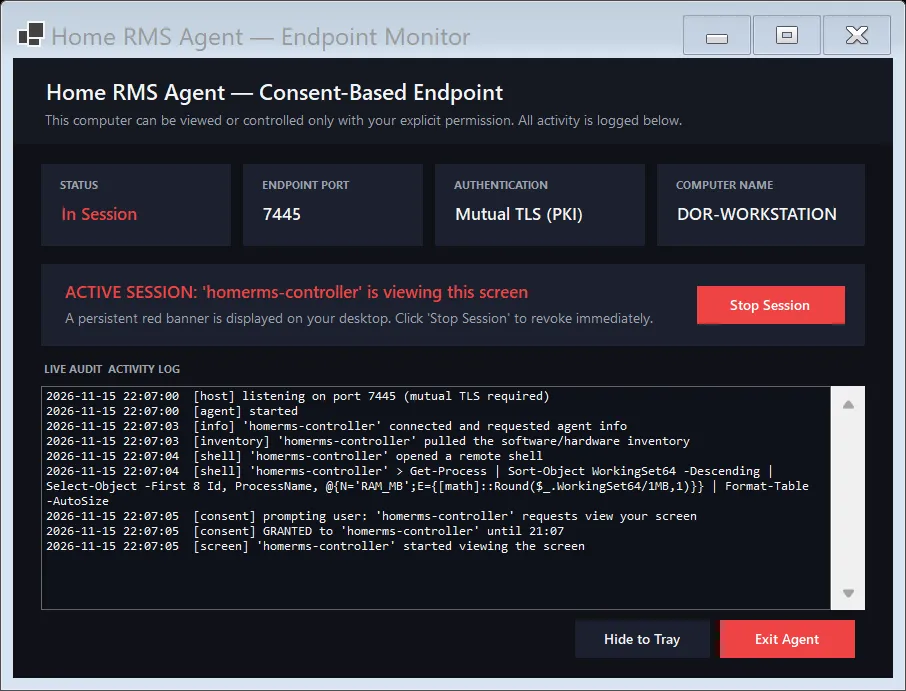 Home RMS Agent — Endpoint Monitor
Home RMS Agent — Consent-Based Endpoint
This computer can be viewed or controlled only with your explicit permission. All activity is logged below.
STATUS
In Session
ENDPOINT PORT
7445
AUTHENTICATION
Mutual TLS (PKI)
COMPUTER NAME
DOR-WORKSTATION
ACTIVE SESSION: 'homerms-controller' is viewing this screen
A persistent red banner is displayed on your desktop. Click 'Stop Session' to revoke immediately.
Stop Session
LIVE AUDIT  ACTIVITY LOG
2026-11-15 22:07:00  [host] listening on port 7445 (mutual TLS required)
2026-11-15 22:07:00  [agent] started
2026-11-15 22:07:03  [info] 'homerms-controller' connected and requested agent info
2026-11-15 22:07:03  [inventory] 'homerms-controller' pulled the software/hardware inventory
2026-11-15 22:07:04  [shell] 'homerms-controller' opened a remote shell
2026-11-15 22:07:04  [shell] 'homerms-controller' > Get-Process | Sort-Object WorkingSet64 -Descending |
Select-Object -First 8 Id, ProcessName, @{N='RAM_MB';E={[math]::Round($_.WorkingSet64/1MB,1)}} | Format-Table
-AutoSize
2026-11-15 22:07:05  [consent] prompting user: 'homerms-controller' requests view your screen
2026-11-15 22:07:05  [consent] GRANTED to 'homerms-controller' until 21:07
2026-11-15 22:07:05  [screen] 'homerms-controller' started viewing the screen
Hide to Tray
Exit Agent